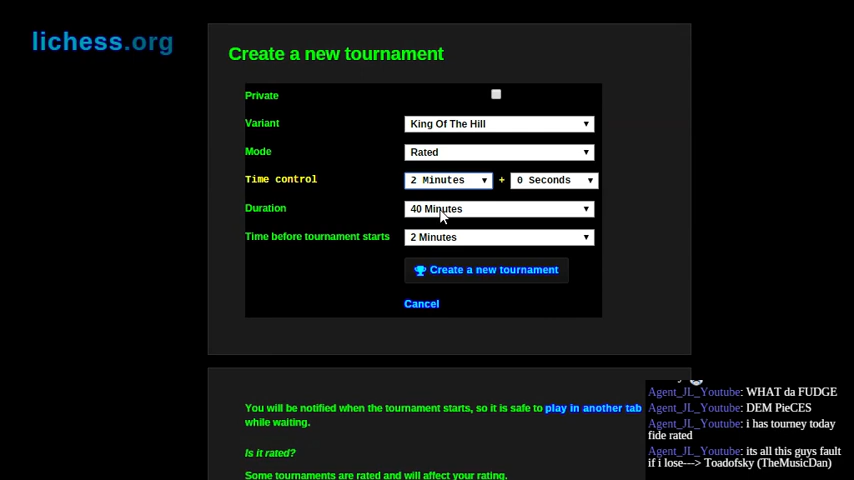 lichess.org
Create a new tournament
Private
Variant King Of The Hill
Mode Rated
Time control 2 Minutes + 0 Seconds
Duration 40 Minutes
Time before tournament starts 2 Minutes
Create a new tournament
Cancel
You will be notified when the tournament starts, so it is safe to play in another tab
while waiting.
Is it rated?
Some tournaments are rated and will affect your rating.
Agent_JL_Youtube: WHAT da FUDGE
Agent_JL_Youtube: DEM PieCES
Agent_JL_Youtube: i has tourney today
fide rated
Agent_JL_Youtube: its all this guys fault
if i lose---> Toadofsky (TheMusicDan)